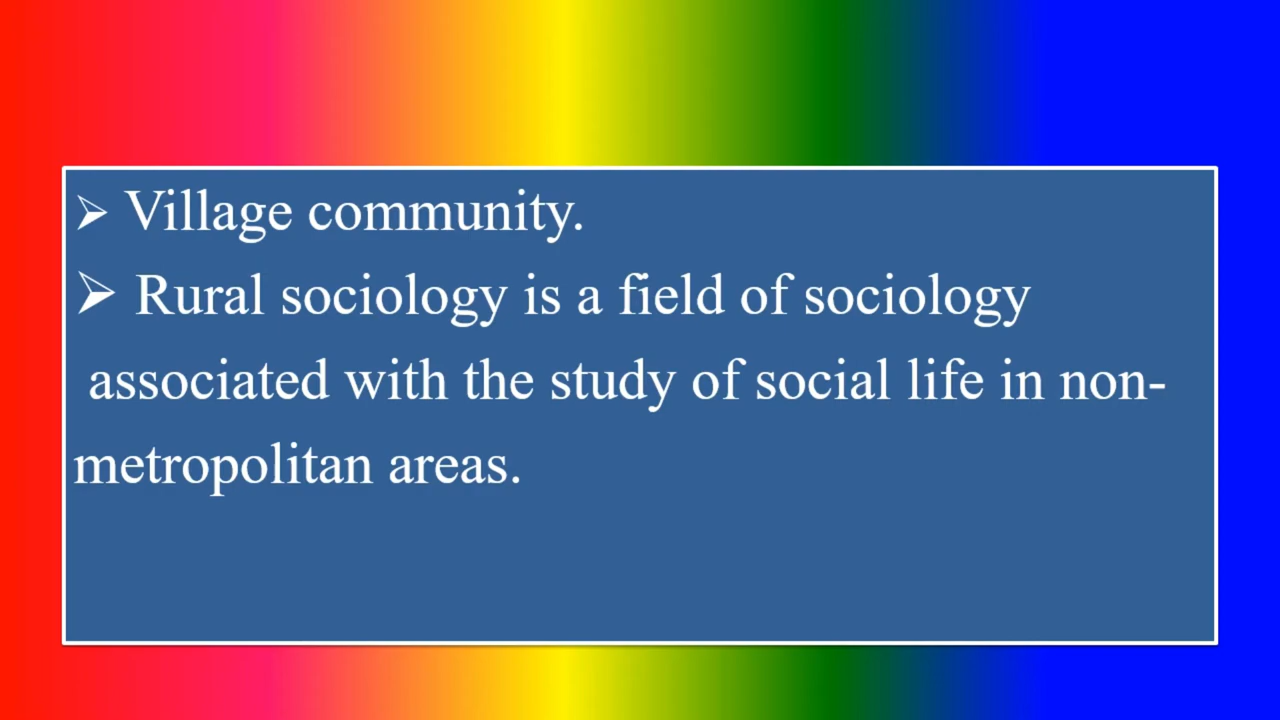 ➢ Village community.
➢ Rural sociology is a field of sociology
associated with the study of social life in non-
metropolitan areas.